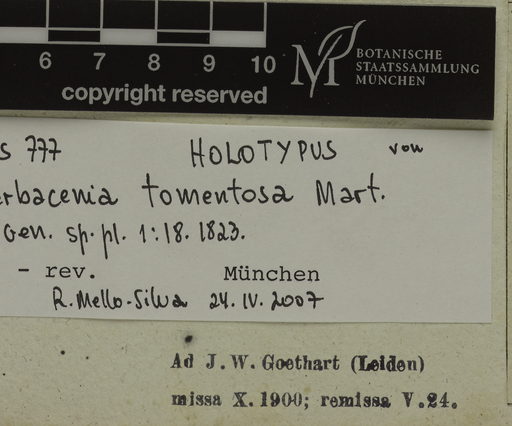 6 7 8 9 10
copyright reserved
BOTANISCHE
STAATSSAMMLUNG
MÜNCHEN
s 777 HOLOTYPUS von
erbacenia tomentosa Mart.
Gen. sp. pl. 1:18. 1823.
- rev. München
R. Mello-Silva 24. IV. 2007
Ad J. W. Goethart (Leiden)
missa X. 1900; remissa V. 24.